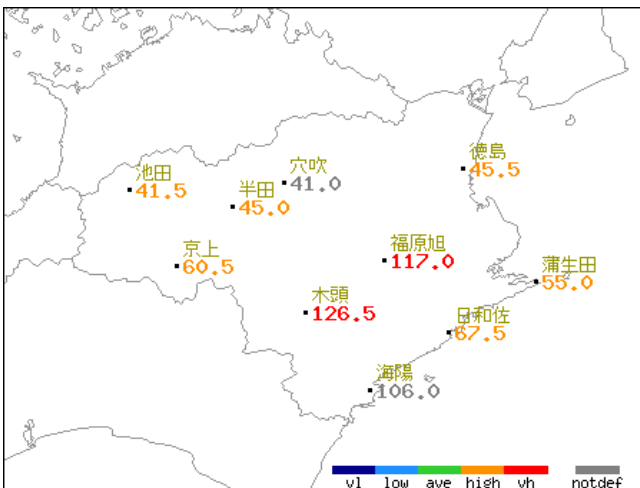 徳島
45.5
穴吹
41.0
池田
41.5
半田
45.0
福原旭
117.0
京上
60.5
蒲生田
55.0
木頭
126.5
日和佐
67.5
海陽
106.0
vl low ave high vh notdef